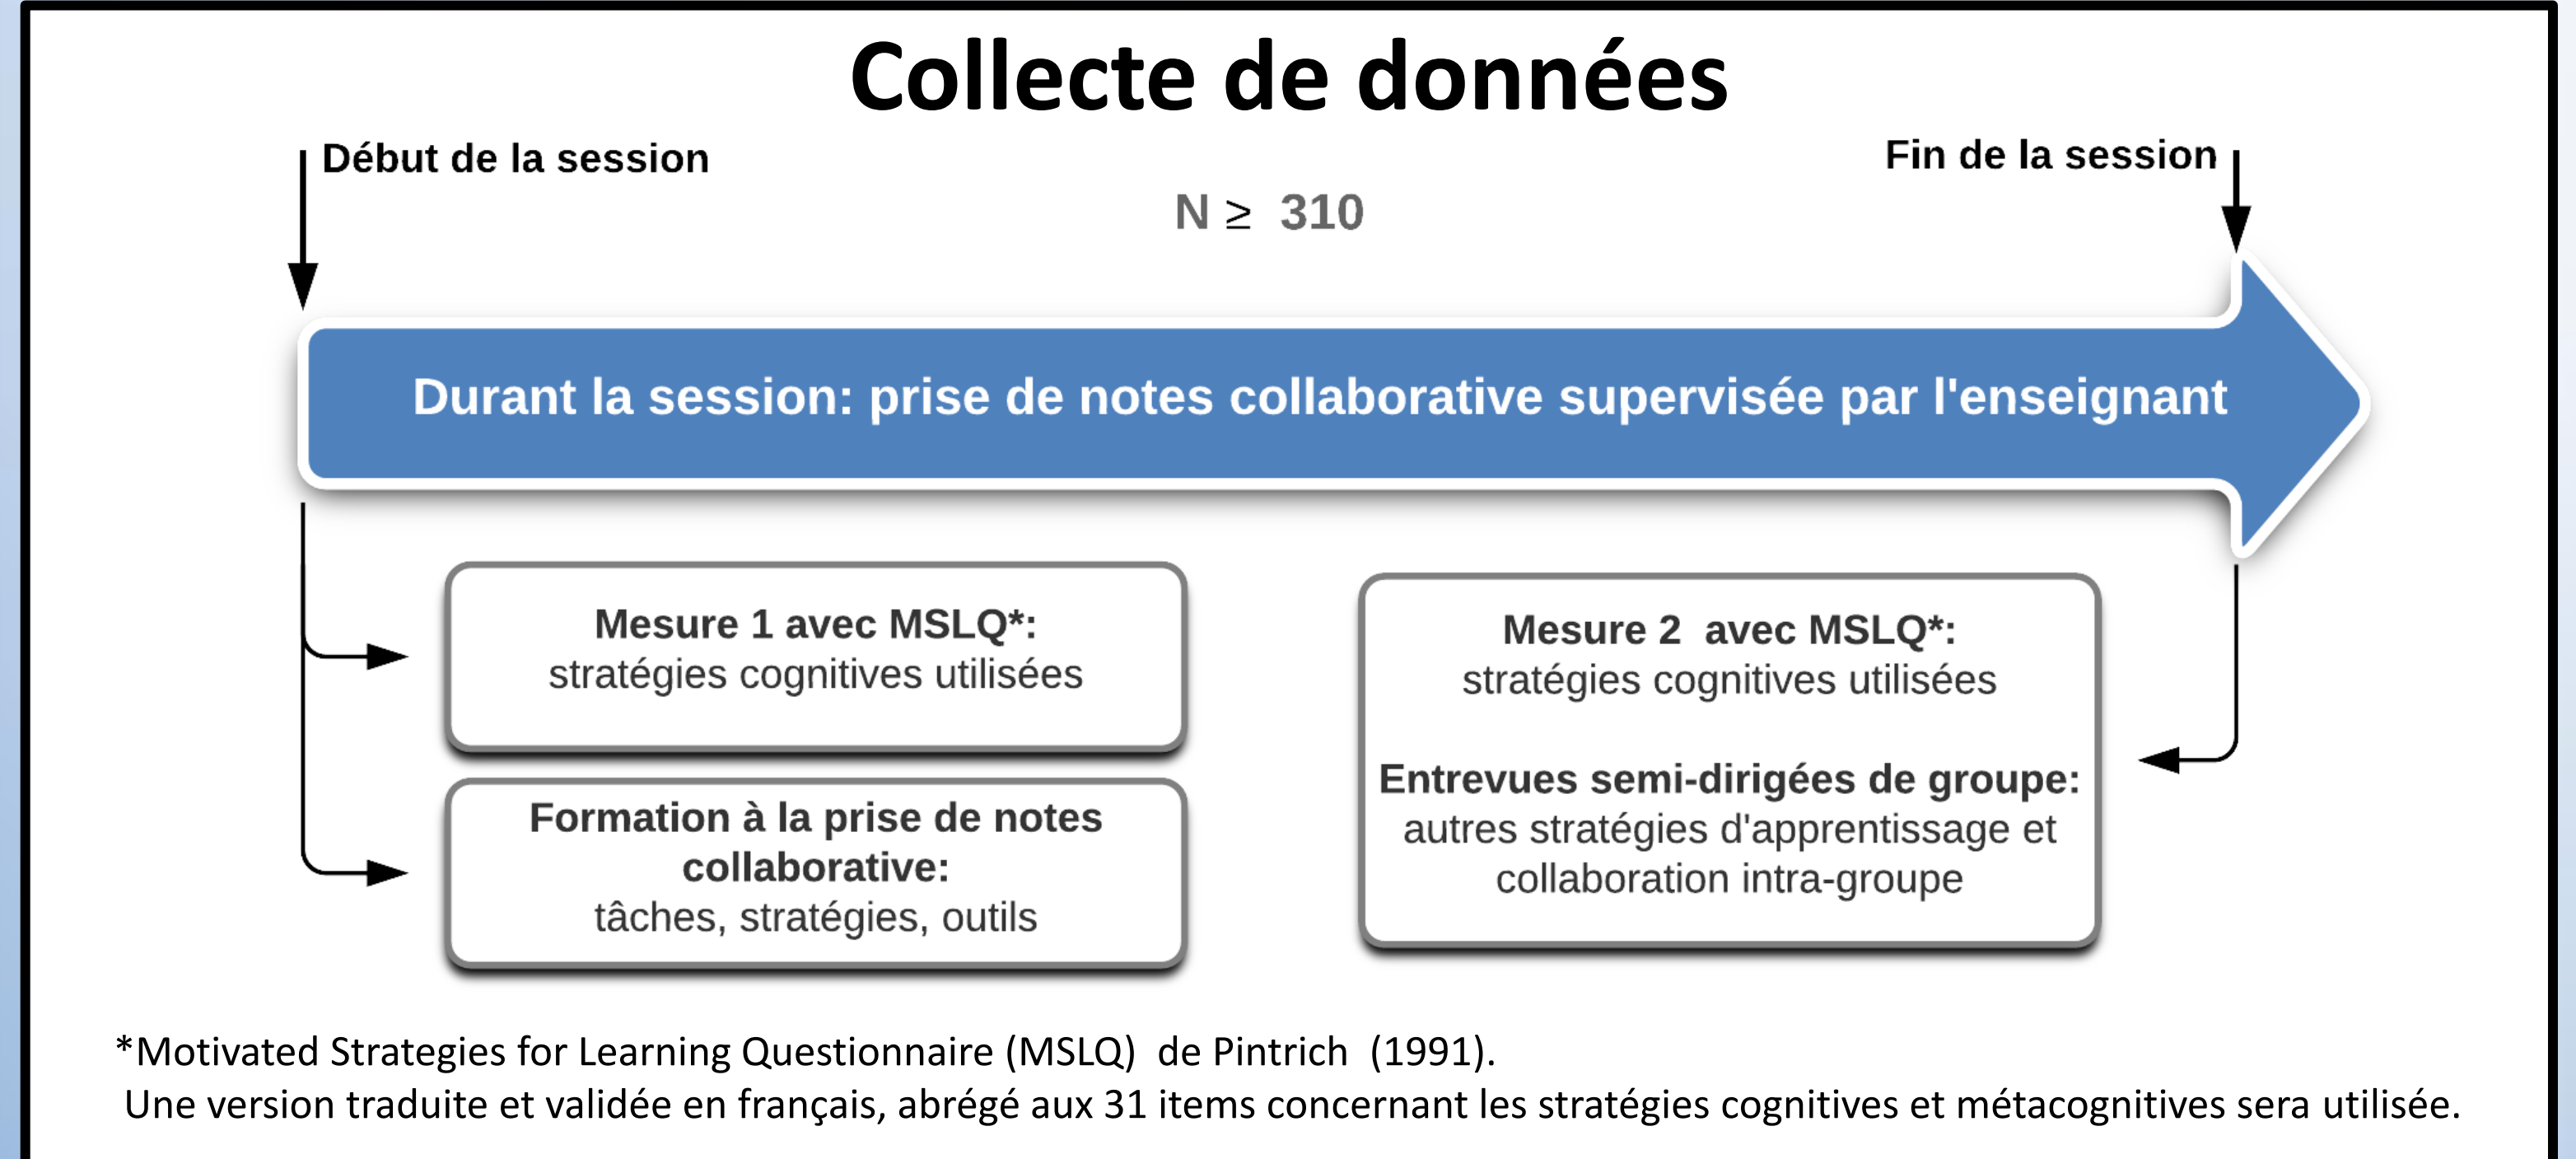 Collecte de données
Début de la session
Fin de la session
N ≥ 310
Durant la session: prise de notes collaborative supervisée par l'enseignant
Mesure 1 avec MSLQ*:
stratégies cognitives utilisées
Formation à la prise de notes
collaborative:
tâches, stratégies, outils
Mesure 2 avec MSLQ*:
stratégies cognitives utilisées
Entrevues semi-dirigées de groupe:
autres stratégies d'apprentissage et
collaboration intra-groupe
*Motivated Strategies for Learning Questionnaire (MSLQ) de Pintrich (1991).
Une version traduite et validée en français, abrégé aux 31 items concernant les stratégies cognitives et métacognitives sera utilisée.